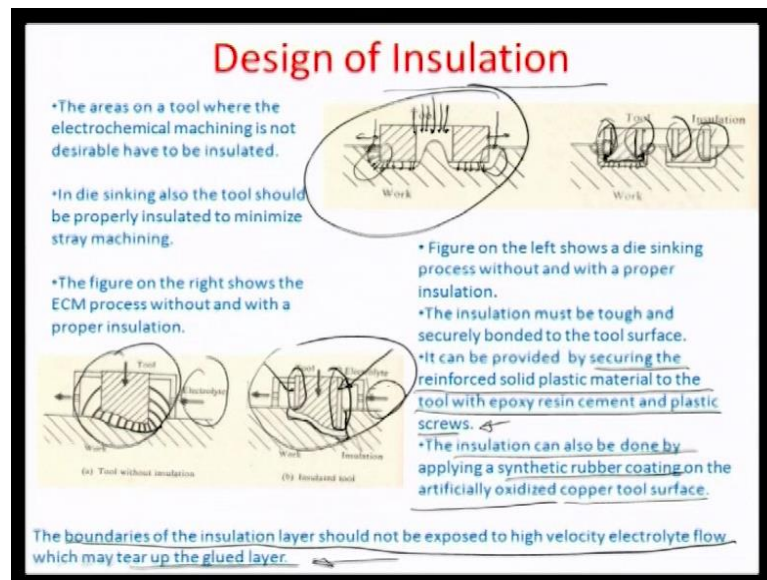 Design of Insulation
•The areas on a tool where the
electrochemical machining is not
desirable have to be insulated.
•In die sinking also the tool should
be properly insulated to minimize
stray machining.
•The figure on the right shows the
ECM process without and with a
proper insulation.
Tool
Work
Tool
Insulation
Work
• Figure on the left shows a die sinking
process without and with a proper
insulation.
•The insulation must be tough and
securely bonded to the tool surface.
•It can be provided by securing the
reinforced solid plastic material to the
tool with epoxy resin cement and plastic
screws.
•The insulation can also be done by
applying a synthetic rubber coating on the
artificially oxidized copper tool surface.
Tool
Electrolyte
Work
(a) Tool without insulation
Tool
Electrolyte
Work
Insulation
(b) Insulated tool
The boundaries of the insulation layer should not be exposed to high velocity electrolyte flow
which may tear up the glued layer.